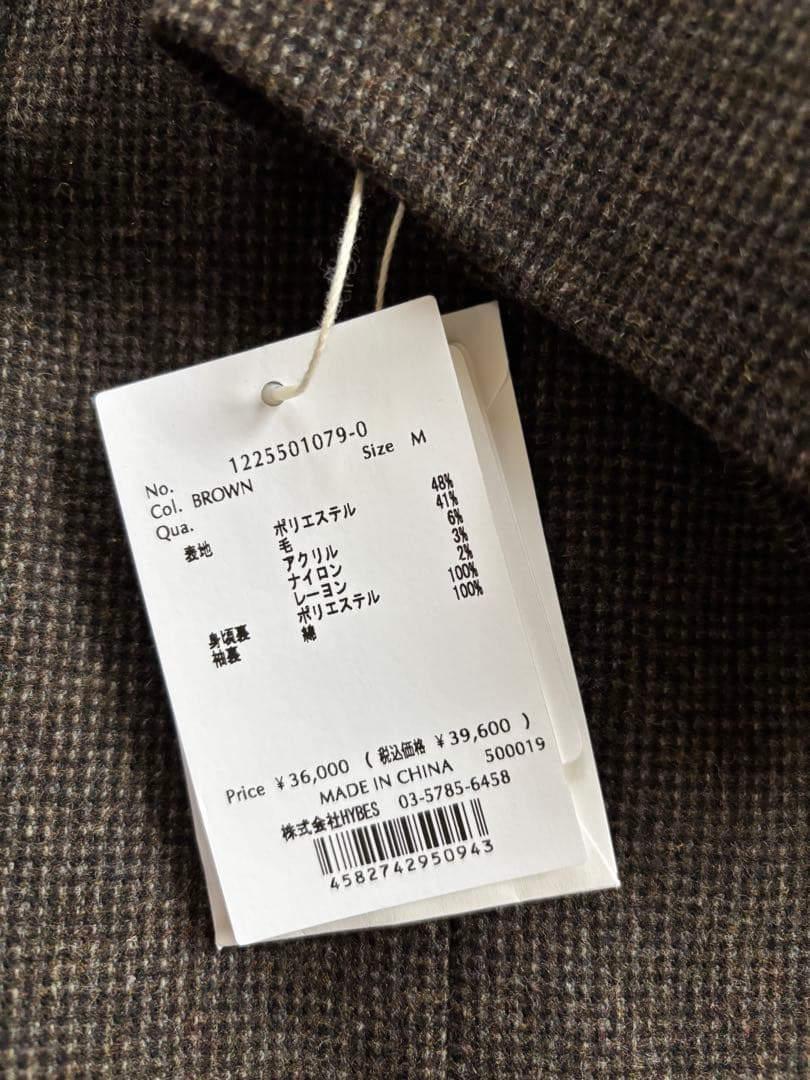 No. 1225501079-0
Col. BROWN Size M
Qua.
表地 ポリエステル 48%
毛 41%
アクリル 6%
ナイロン 3%
レーヨン 2%
身頃裏 ポリエステル 100%
袖裏 綿 100%
Price ¥36,000 ( 税込価格 ¥39,600 )
MADE IN CHINA 500019
株式会社HYBES 03-5785-6458
4582742950943